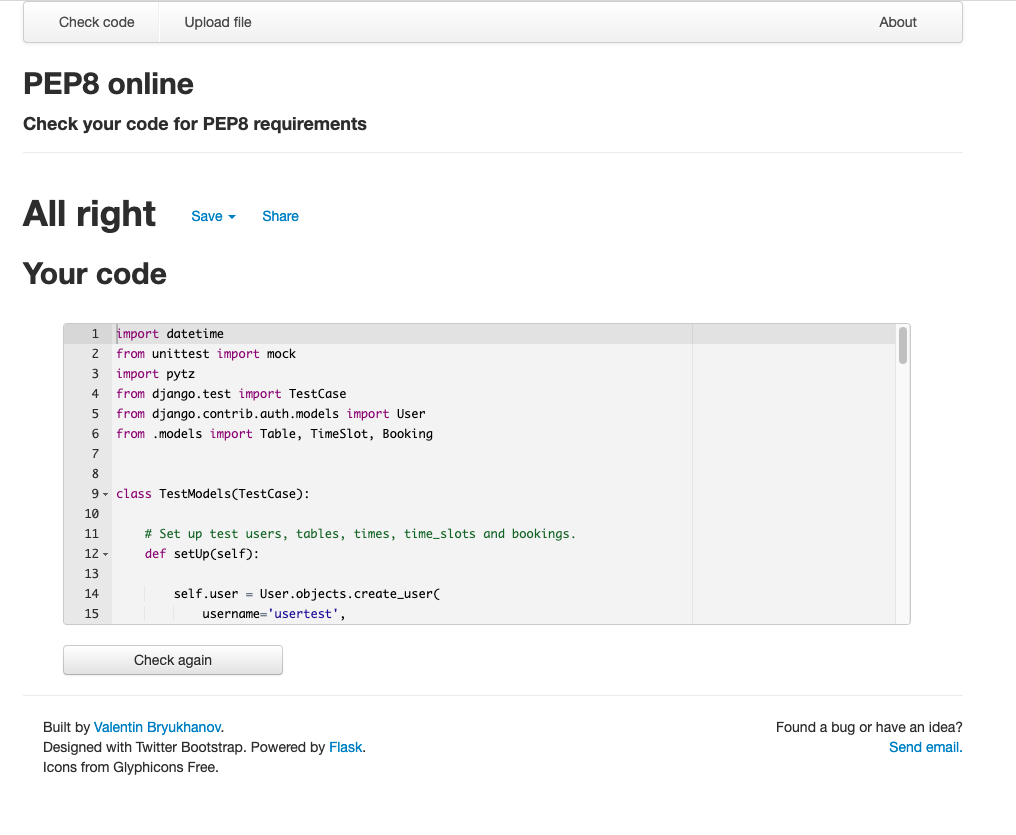 Check code
Upload file
About
PEP8 online
Check your code for PEP8 requirements
All right
Save
Share
Your code
1 import datetime
2 from unittest import mock
3 import pytz
4 from django.test import TestCase
5 from django.contrib.auth.models import User
6 from .models import Table, TimeSlot, Booking
7
8
9 class TestModels(TestCase):
10
11 # Set up test users, tables, times, time_slots and bookings.
12 def setUp(self):
13
14 self.user = User.objects.create_user(
15 username='usertest',
Check again
Built by Valentin Bryukhanov.
Designed with Twitter Bootstrap. Powered by Flask.
Icons from Glyphicons Free.
Found a bug or have an idea?
Send email.